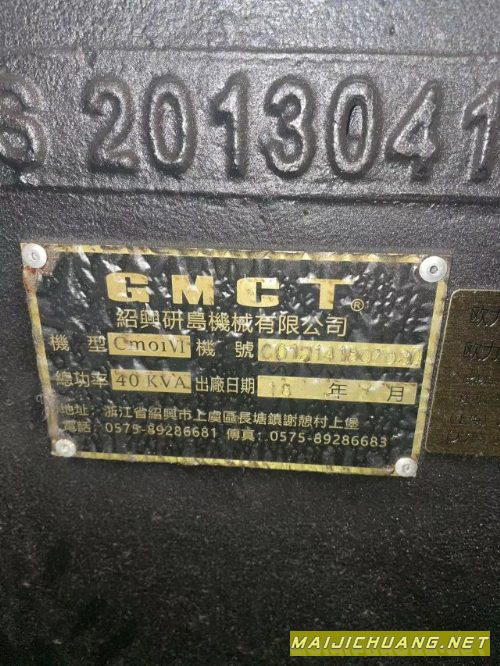 S 2013041
GMCT®
紹興研島機械有限公司
機型 機號
總功率 40 KVA 出廠日期 18 年 月
地址: 浙江省紹興市上虞區長塘鎮謝憩村上堡
電話: 0575-89286681 傳真: 0575-89286683
MAIJICHUANG.NET